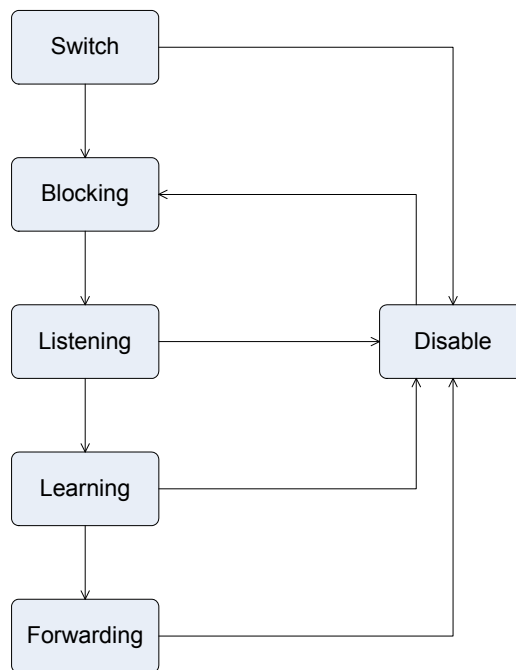 Switch
Blocking
Listening
Disable
Learning
Forwarding